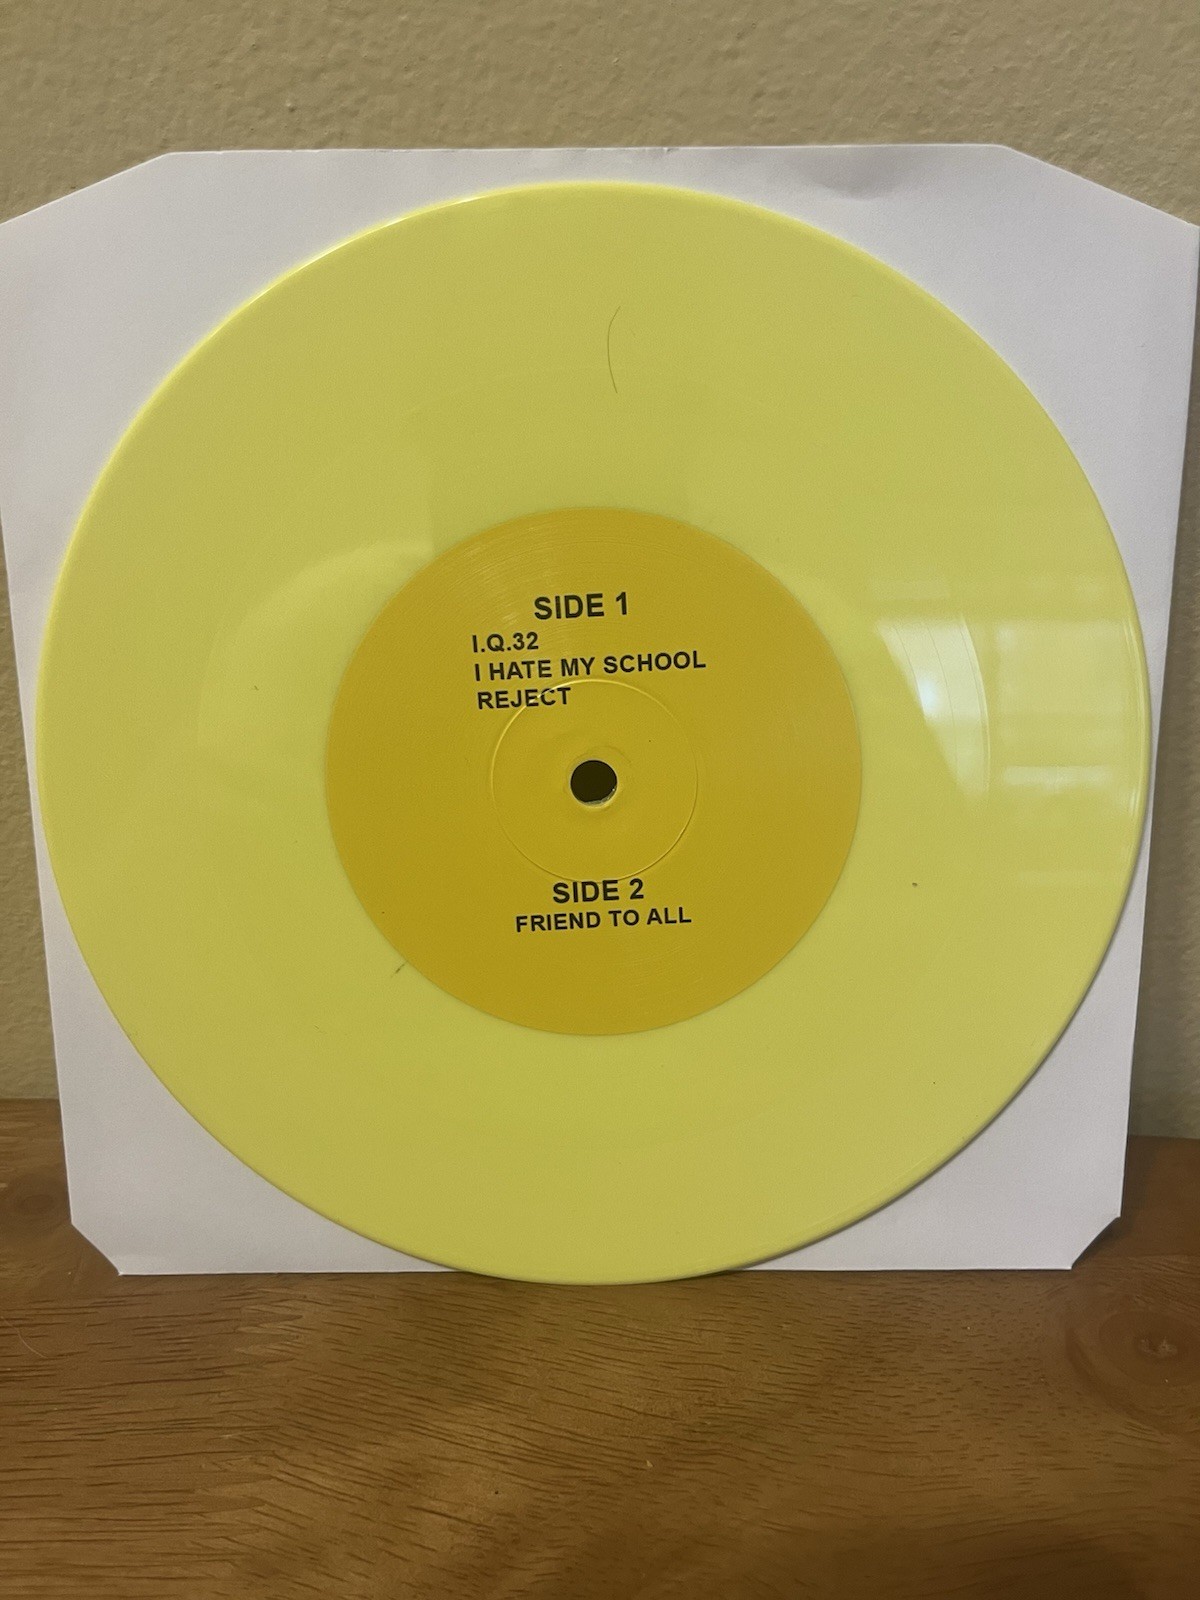 SIDE 1
I.Q.32
I HATE MY SCHOOL
REJECT
SIDE 2
FRIEND TO ALL